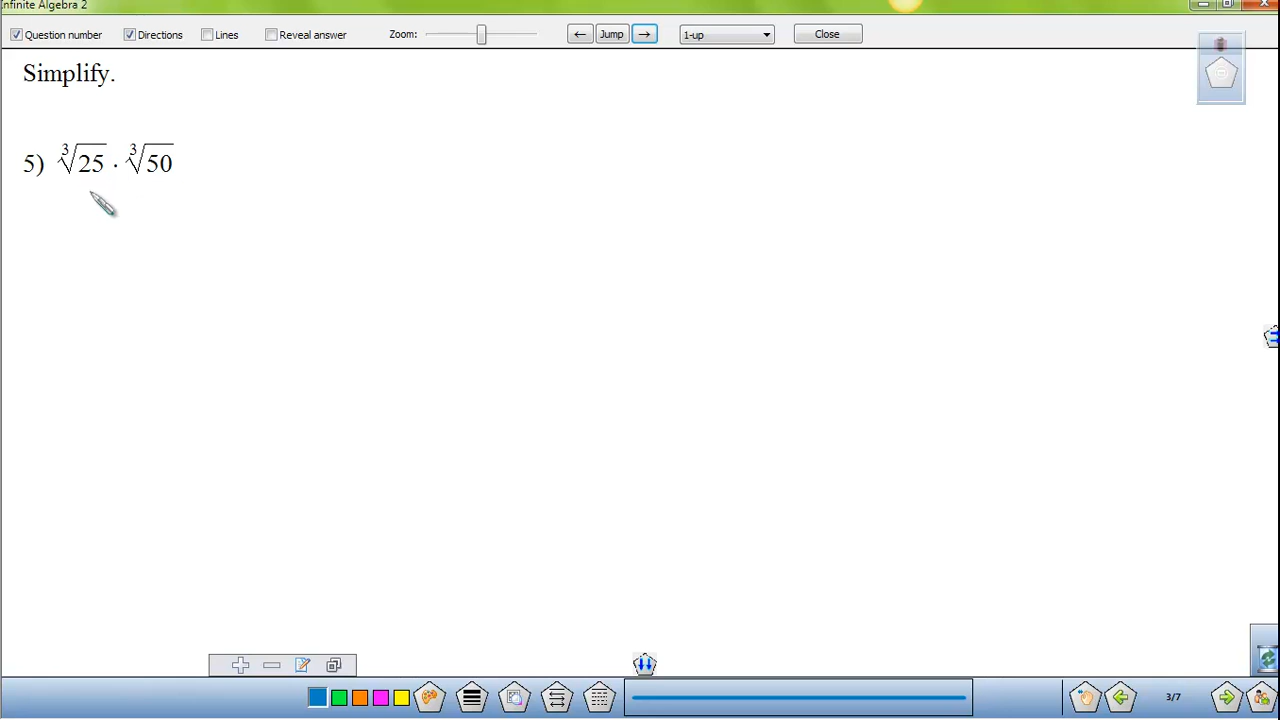 Infinite Algebra 2
Question number Directions Lines Reveal answer Zoom: ← Jump → 1-up Close
Simplify.
5) ∛25 · ∛50
3/7